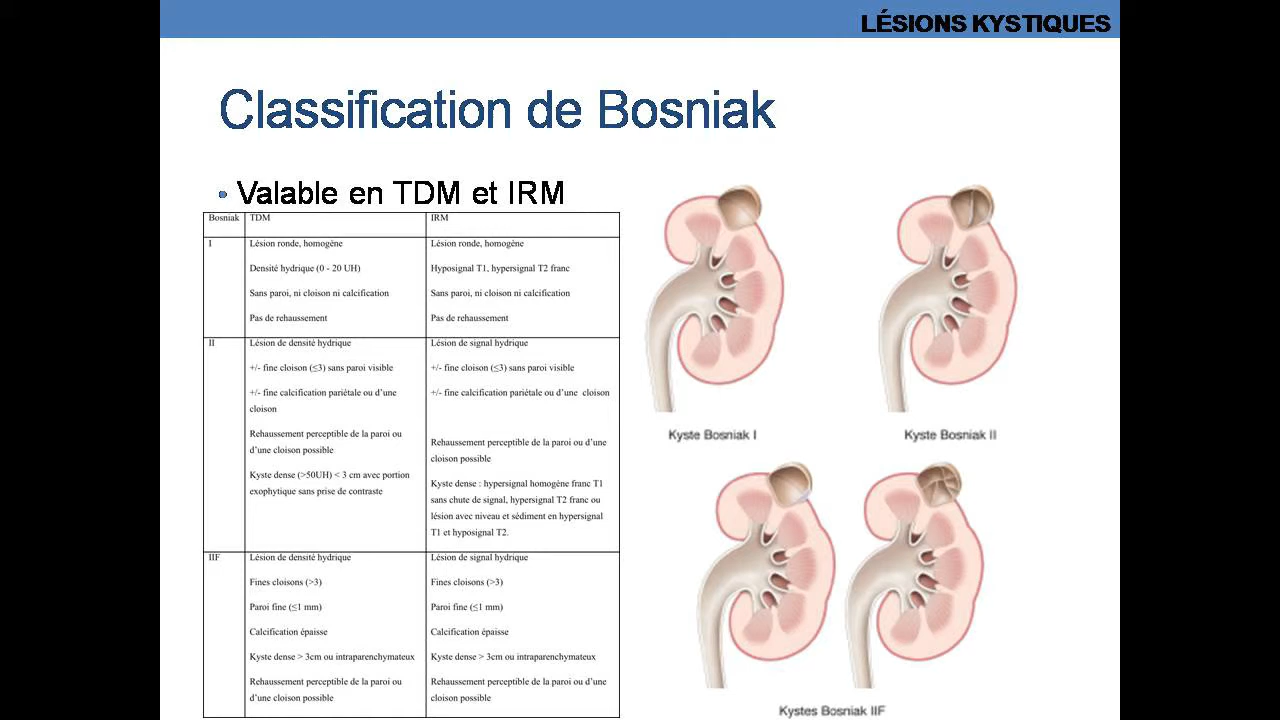 LÉSIONS KYSTIQUES
Classification de Bosniak
• Valable en TDM et IRM
Bosniak TDM IRM
I
Lésion ronde, homogène
Densité hydrique (0 - 20 UH)
Sans paroi, ni cloison ni calcification
Pas de rehaussement
Lésion ronde, homogène
Hyposignal T1, hypersignal T2 franc
Sans paroi, ni cloison ni calcification
Pas de rehaussement
II
Lésion de densité hydrique
+/- fine cloison (≤3) sans paroi visible
+/- fine calcification pariétale ou d’une
cloison
Rehaussement perceptible de la paroi ou
d’une cloison possible
Kyste dense (>50UH) < 3 cm avec portion
exophytique sans prise de contraste
Lésion de signal hydrique
+/- fine cloison (≤3) sans paroi visible
+/- fine calcification pariétale ou d’une cloison
Rehaussement perceptible de la paroi ou d’une
cloison possible
Kyste dense : hypersignal homogène franc T1
sans chute de signal, hypersignal T2 franc ou
lésion avec niveau et sédiment en hypersignal
T1 et hyposignal T2.
IIF
Lésion de densité hydrique
Fines cloisons (>3)
Paroi fine (≤1 mm)
Calcification épaisse
Kyste dense > 3cm ou intraparenchymateux
Rehaussement perceptible de la paroi ou
d’une cloison possible
Lésion de signal hydrique
Fines cloisons (>3)
Paroi fine (≤1 mm)
Calcification épaisse
Kyste dense > 3cm ou intraparenchymateux
Rehaussement perceptible de la paroi ou d’une
cloison possible
Kyste Bosniak I
Kyste Bosniak II
Kystes Bosniak IIF